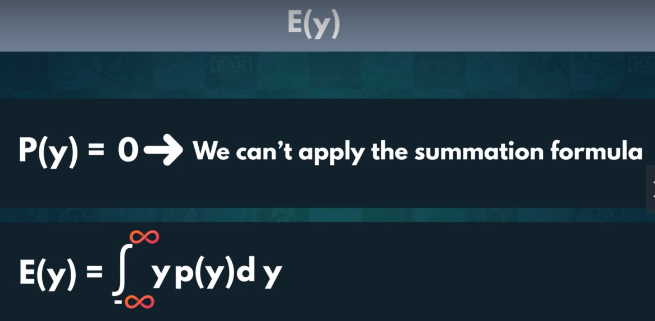 E(y)
P(y) = 0 → We can't apply the summation formula
∞
E(y) = ∫ y p(y)d y
-∞